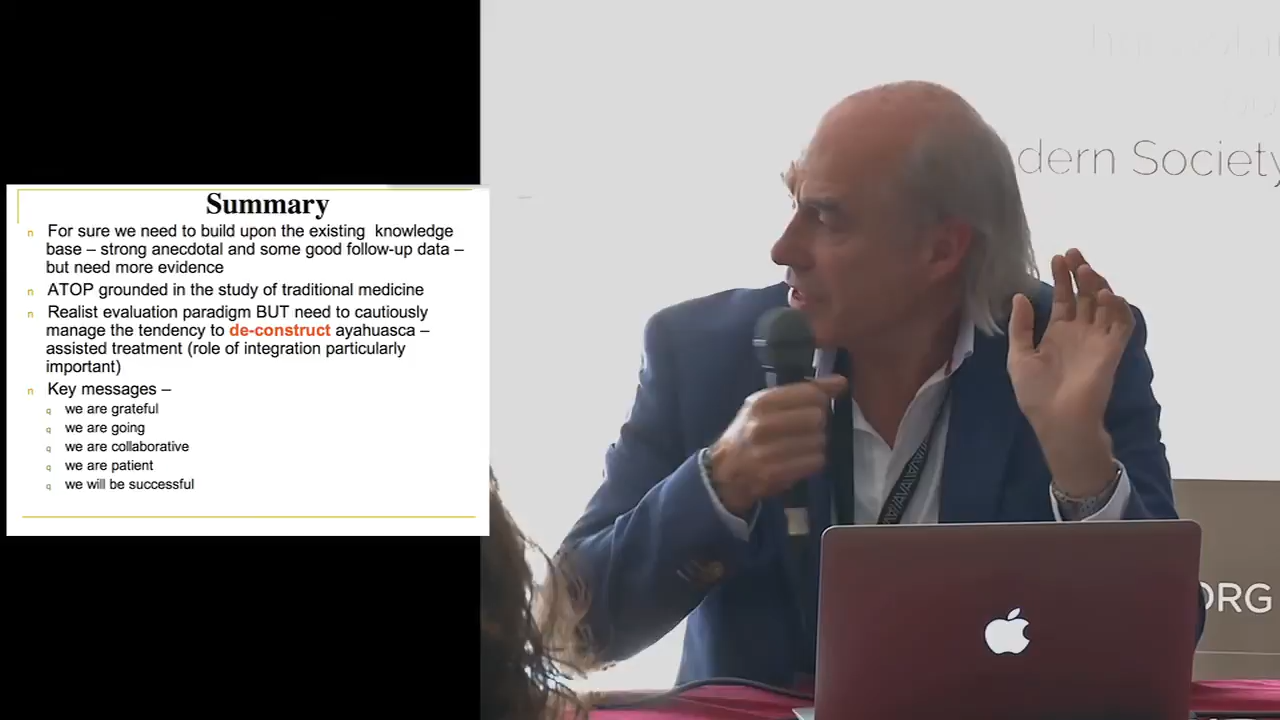 Summary
n For sure we need to build upon the existing knowledge
base – strong anecdotal and some good follow-up data –
but need more evidence
n ATOP grounded in the study of traditional medicine
n Realist evaluation paradigm BUT need to cautiously
manage the tendency to de-construct ayahuasca –
assisted treatment (role of integration particularly
important)
n Key messages –
q we are grateful
q we are going
q we are collaborative
q we are patient
q we will be successful
dern Society
ORG